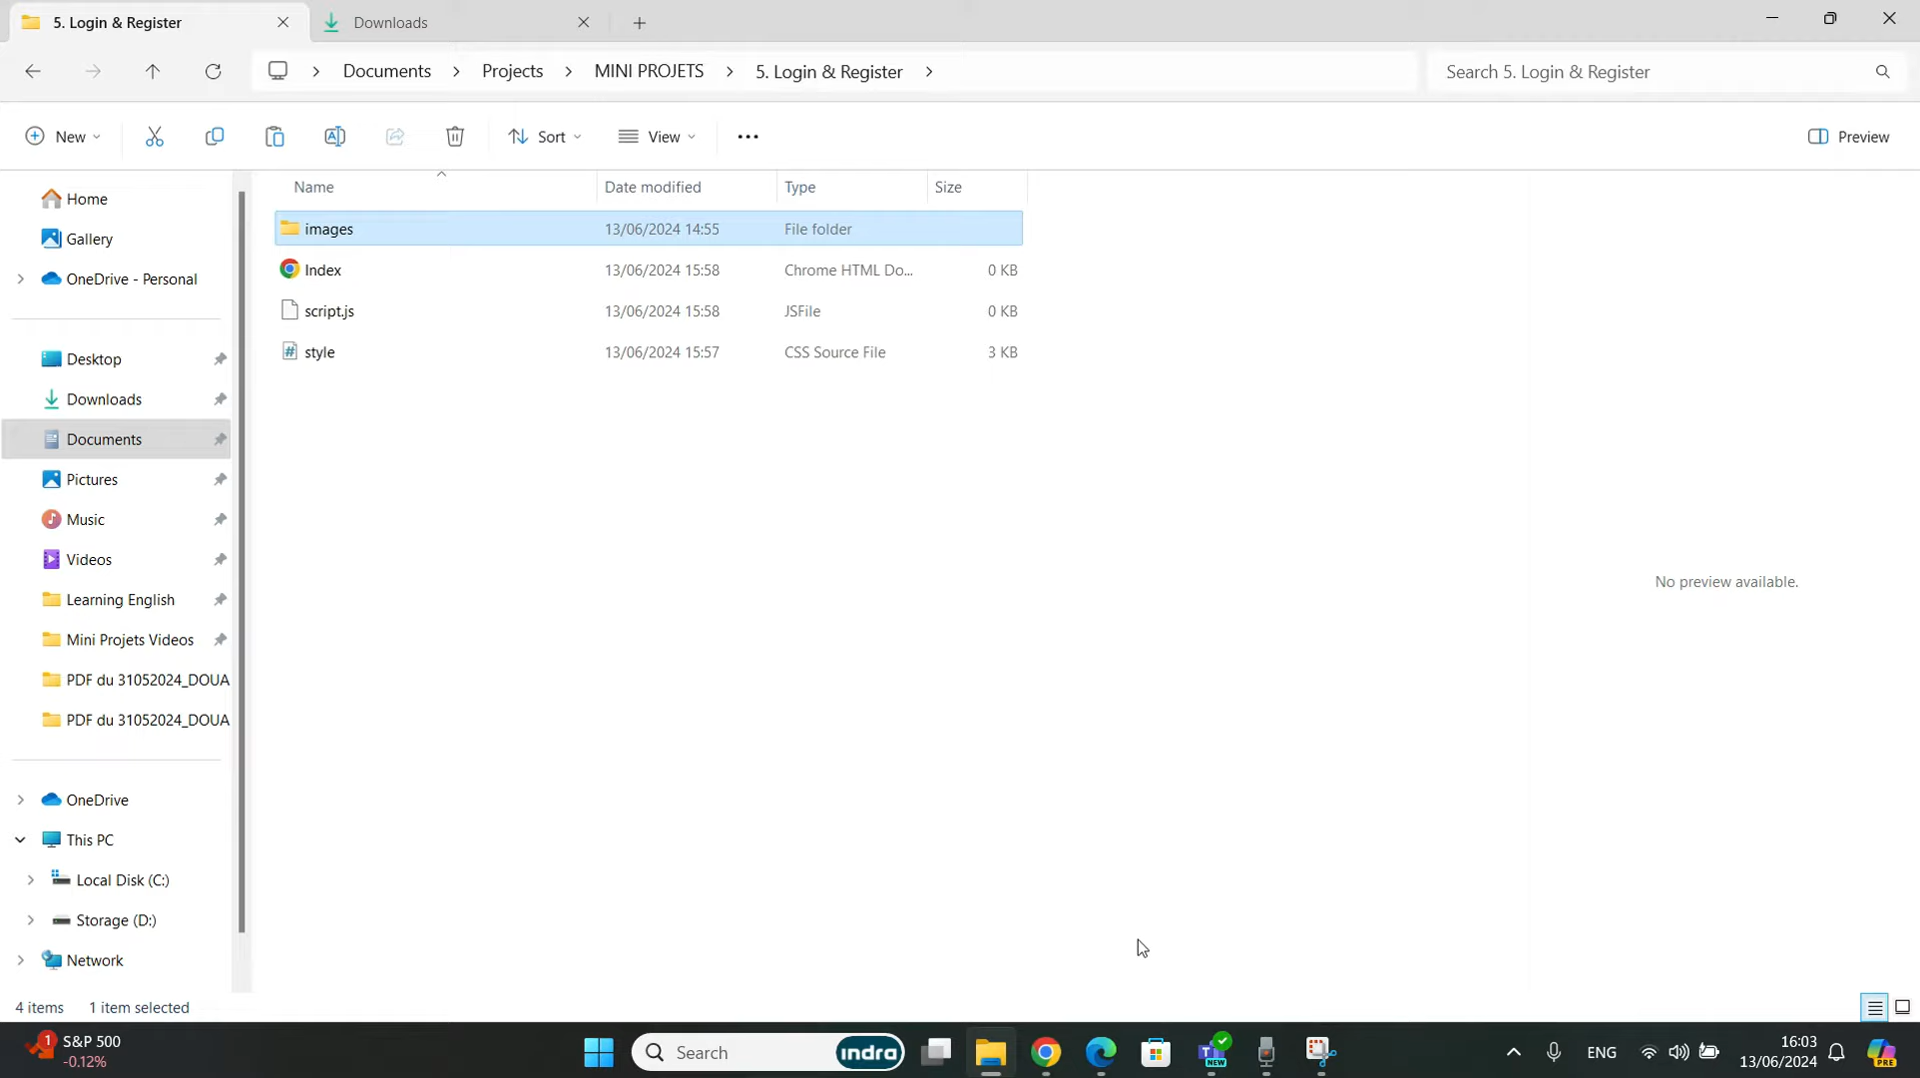 5. Login & Register
Downloads
Documents
Projects
MINI PROJETS
5. Login & Register
Search 5. Login & Register
New
Sort
View
Preview
Name
Date modified
Type
Size
images 13/06/2024 14:55 File folder
Index 13/06/2024 15:58 Chrome HTML Do... 0 KB
script.js 13/06/2024 15:58 JSFile 0 KB
style 13/06/2024 15:57 CSS Source File 3 KB
Home
Gallery
OneDrive - Personal
Desktop
Downloads
Documents
Pictures
Music
Videos
Learning English
Mini Projets Videos
PDF du 31052024_DOUA
PDF du 31052024_DOUA
OneDrive
This PC
Local Disk (C:)
Storage (D:)
Network
No preview available.
4 items
1 item selected
1
S&P 500
-0.12%
Search
indra
NEW
ENG
16:03
13/06/2024
PRE